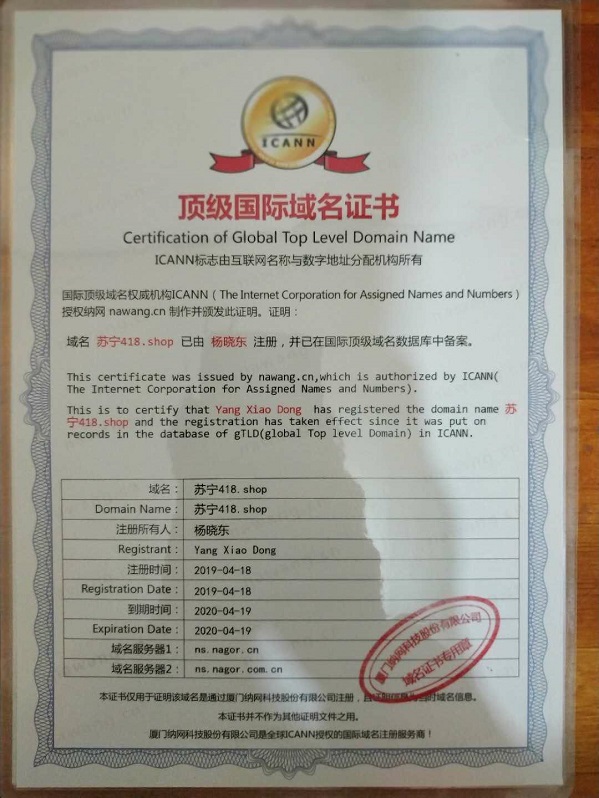 ICANN
顶级国际域名证书
Certification of Global Top Level Domain Name
ICANN标志由互联网名称与数字地址分配机构所有
国际顶级域名权威机构ICANN（The Internet Corporation for Assigned Names and Numbers）
授权纳网 nawang.cn 制作并颁发此证明。证明：
域名 苏宁418.shop 已由 杨晓东 注册，并已在国际顶级域名数据库中备案。
This certificate was issued by nawang.cn,which is authorized by ICANN(
The Internet Corporation for Assigned Names and Numbers).
This is to certify that Yang Xiao Dong has registered the domain name 苏
宁418.shop and the registration has taken effect since it was put on
records in the database of gTLD(global Top level Domain) in ICANN.
域名： 苏宁418.shop
Domain Name： 苏宁418.shop
注册所有人： 杨晓东
Registrant： Yang Xiao Dong
注册时间： 2019-04-18
Registration Date： 2019-04-18
到期时间： 2020-04-19
Expiration Date： 2020-04-19
域名服务器1： ns.nagor.cn
域名服务器2： ns.nagor.com.cn
厦门纳网科技股份有限公司
域名证书专用章
本证书仅用于证明该域名是通过厦门纳网科技股份有限公司注册，且证明信息为当时域名信息。
本证书并不作为其他证明文件之用。
厦门纳网科技股份有限公司是全球ICANN授权的国际域名注册服务商！